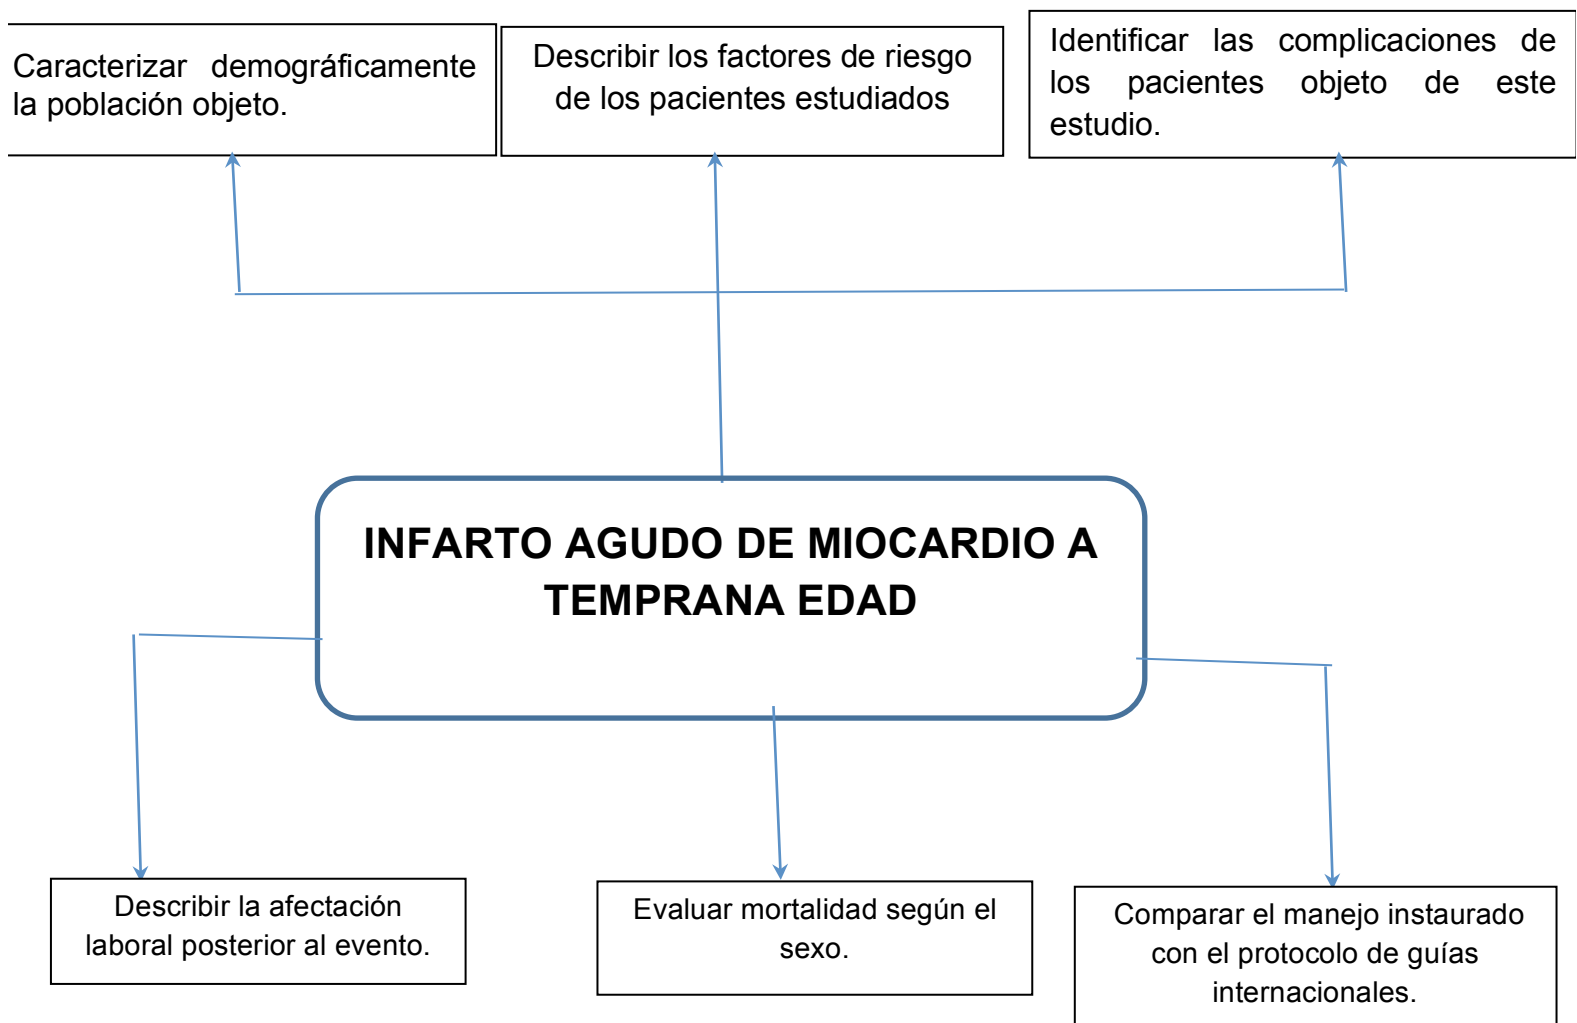 Caracterizar demográficamente
la población objeto.
Describir los factores de riesgo
de los pacientes estudiados
Identificar las complicaciones de
los pacientes objeto de este
estudio.
INFARTO AGUDO DE MIOCARDIO A
TEMPRANA EDAD
Describir la afectación
laboral posterior al evento.
Evaluar mortalidad según el
sexo.
Comparar el manejo instaurado
con el protocolo de guías
internacionales.